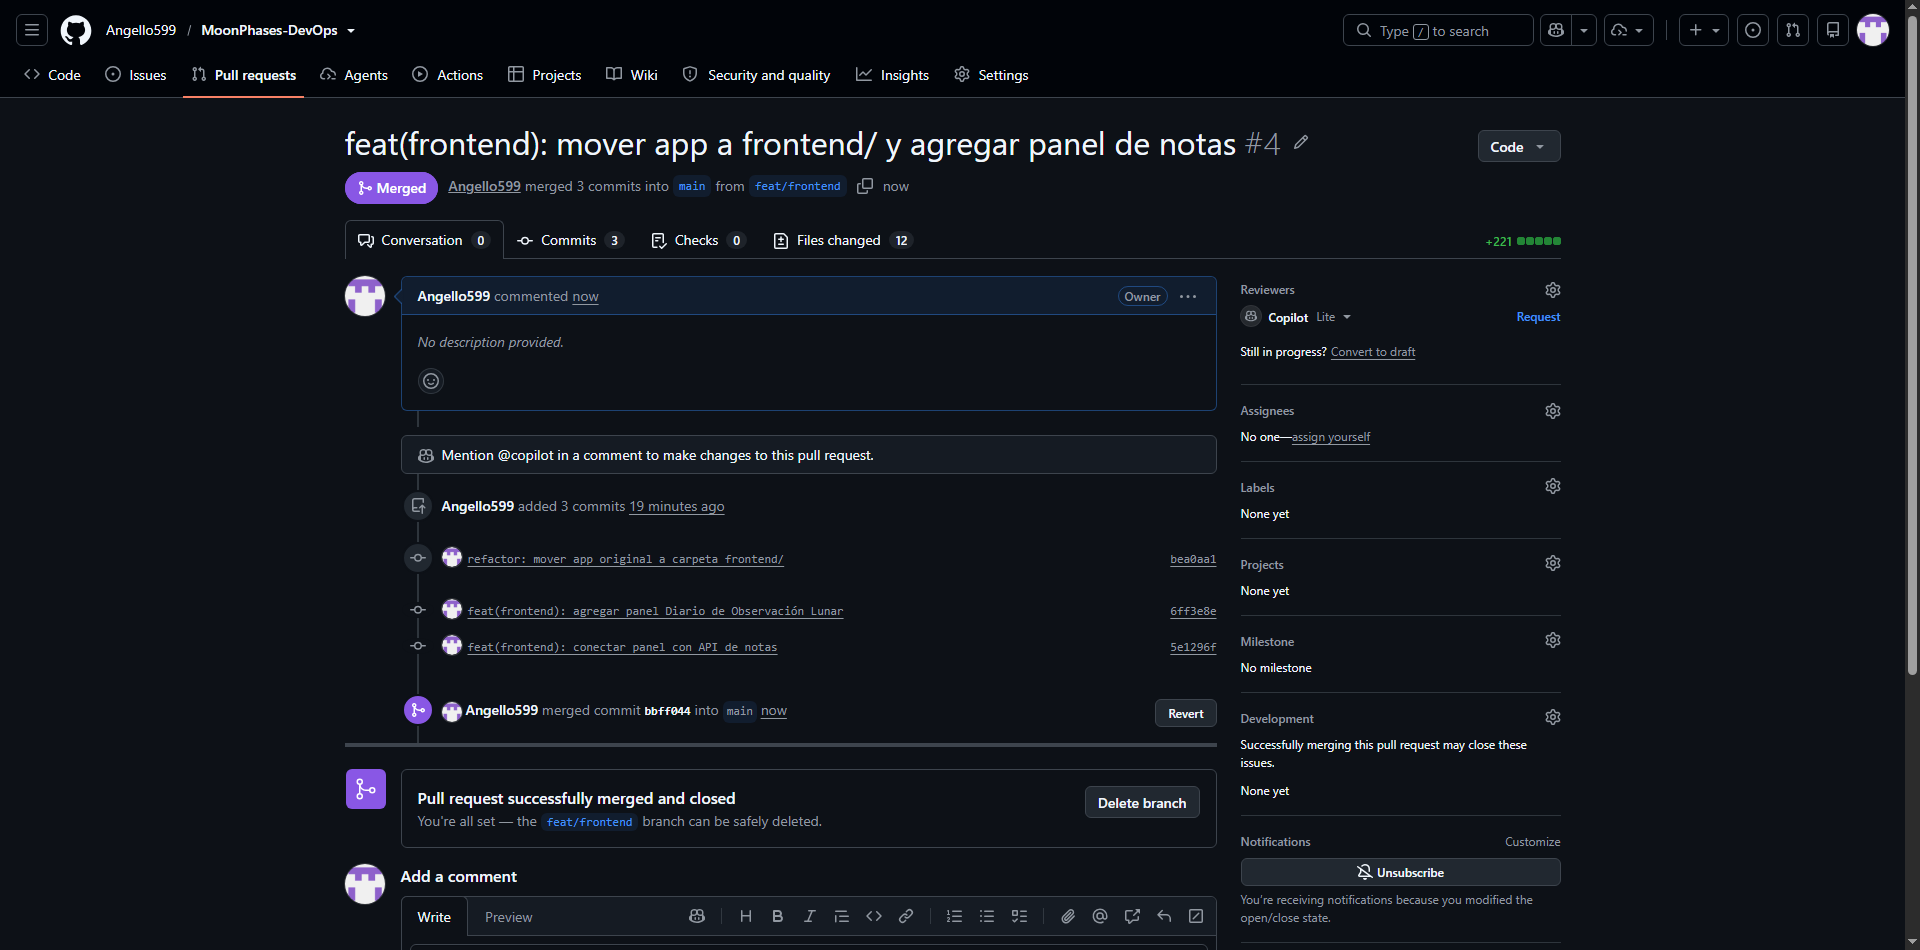 Angello599 / MoonPhases-DevOps
Type / to search
Code
Issues
Pull requests
Agents
Actions
Projects
Wiki
Security and quality
Insights
Settings
feat(frontend): mover app a frontend/ y agregar panel de notas #4
Code
Merged
Angello599 merged 3 commits into main from feat/frontend now
Conversation 0
Commits 3
Checks 0
Files changed 12
+221
Angello599 commented now
Owner
No description provided.
Mention @copilot in a comment to make changes to this pull request.
Angello599 added 3 commits 19 minutes ago
refactor: mover app original a carpeta frontend/ bea0aa1
feat(frontend): agregar panel Diario de Observación Lunar 6ff3e8e
feat(frontend): conectar panel con API de notas 5e1296f
Angello599 merged commit bbff044 into main now
Revert
Pull request successfully merged and closed
You're all set — the feat/frontend branch can be safely deleted.
Delete branch
Add a comment
Write
Preview
Reviewers
Copilot Lite
Request
Still in progress? Convert to draft
Assignees
No one—assign yourself
Labels
None yet
Projects
None yet
Milestone
No milestone
Development
Successfully merging this pull request may close these
issues.
None yet
Notifications
Customize
Unsubscribe
You're receiving notifications because you modified the
open/close state.